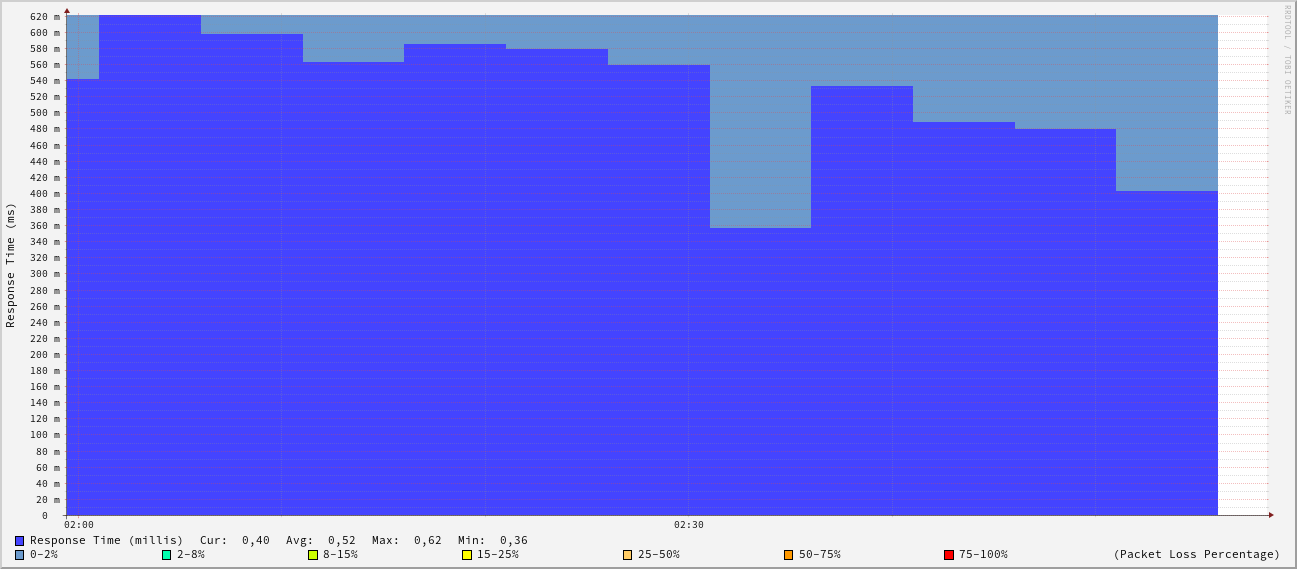 RRDTOOL / TOBI OETIKER
Response Time (ms)
620 m
600 m
580 m
560 m
540 m
520 m
500 m
480 m
460 m
440 m
420 m
400 m
380 m
360 m
340 m
320 m
300 m
280 m
260 m
240 m
220 m
200 m
180 m
160 m
140 m
120 m
100 m
80 m
60 m
40 m
20 m
0
02:00 02:30
Response Time (millis) Cur: 0,40 Avg: 0,52 Max: 0,62 Min: 0,36
0-2% 2-8% 8-15% 15-25% 25-50% 50-75% 75-100% (Packet Loss Percentage)